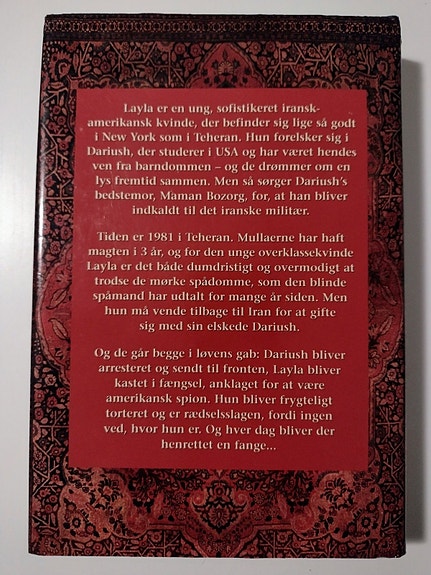 Layla er en ung, sofistikeret iransk-
amerikansk kvinde, der befinder sig lige så godt
i New York som i Teheran. Hun forelsker sig i
Dariush, der studerer i USA og har været hendes
ven fra barndommen – og de drømmer om en
lys fremtid sammen. Men så sørger Dariush's
bedstemor, Maman Bozorg, for, at han bliver
indkaldt til det iranske militær.
Tiden er 1981 i Teheran. Mullaerne har haft
magten i 3 år, og for den unge overklassekvinde
Layla er det både dumdristigt og overmodigt at
trodse de mørke spådomme, som den blinde
spåmand har udtalt for mange år siden. Men
hun må vende tilbage til Iran for at gifte
sig med sin elskede Dariush.
Og de går begge i løvens gab: Dariush bliver
arresteret og sendt til fronten, Layla bliver
kastet i fængsel, anklaget for at være
amerikansk spion. Hun bliver frygteligt
torteret og er rædselsslagen, fordi ingen
ved, hvor hun er. Og hver dag bliver der
henrettet en fange...